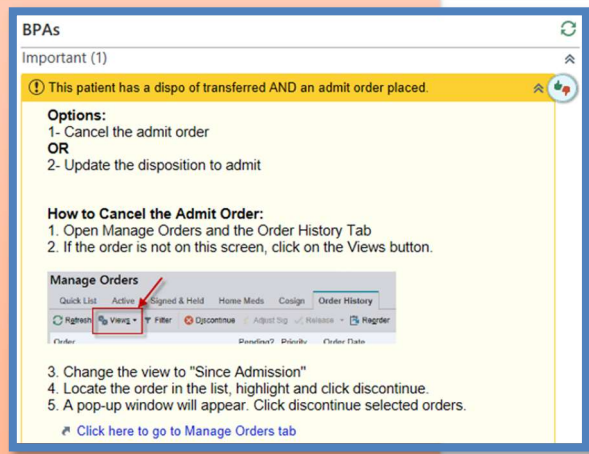 BPAs
Important (1)
This patient has a dispo of transferred AND an admit order placed.
Options:
1- Cancel the admit order
OR
2- Update the disposition to admit
How to Cancel the Admit Order:
1. Open Manage Orders and the Order History Tab
2. If the order is not on this screen, click on the Views button.
Manage Orders
Quick List Active Signed & Held Home Meds Cosign Order History
Refresh Views Filter Discontinue Adjust Sig Release Reorder
Order Pending? Priority Order Date
3. Change the view to "Since Admission"
4. Locate the order in the list, highlight and click discontinue.
5. A pop-up window will appear. Click discontinue selected orders.
Click here to go to Manage Orders tab